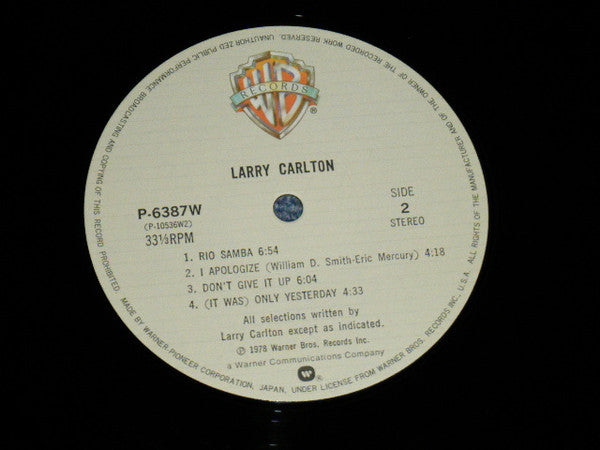 WB
RECORDS
®
LARRY CARLTON
P-6387W
(P-10536W2)
33⅓RPM
SIDE
2
STEREO
1. RIO SAMBA 6:54
2. I APOLOGIZE (William D. Smith-Eric Mercury) 4:18
3. DON'T GIVE IT UP 6:04
4. (IT WAS) ONLY YESTERDAY 4:33
All selections written by
Larry Carlton except as indicated.
℗ 1978 Warner Bros. Records Inc.
a Warner Communications Company
W ®
MADE BY WARNER-PIONEER CORPORATION, JAPAN, UNDER LICENSE FROM WARNER BROS. RECORDS INC., U.S.A. ALL RIGHTS OF THE MANUFACTURER AND OF THE OWNER OF THE RECORDED WORK RESERVED. UNAUTHORIZED PUBLIC PERFORMANCE BROADCASTING AND COPYING OF THIS RECORD PROHIBITED.